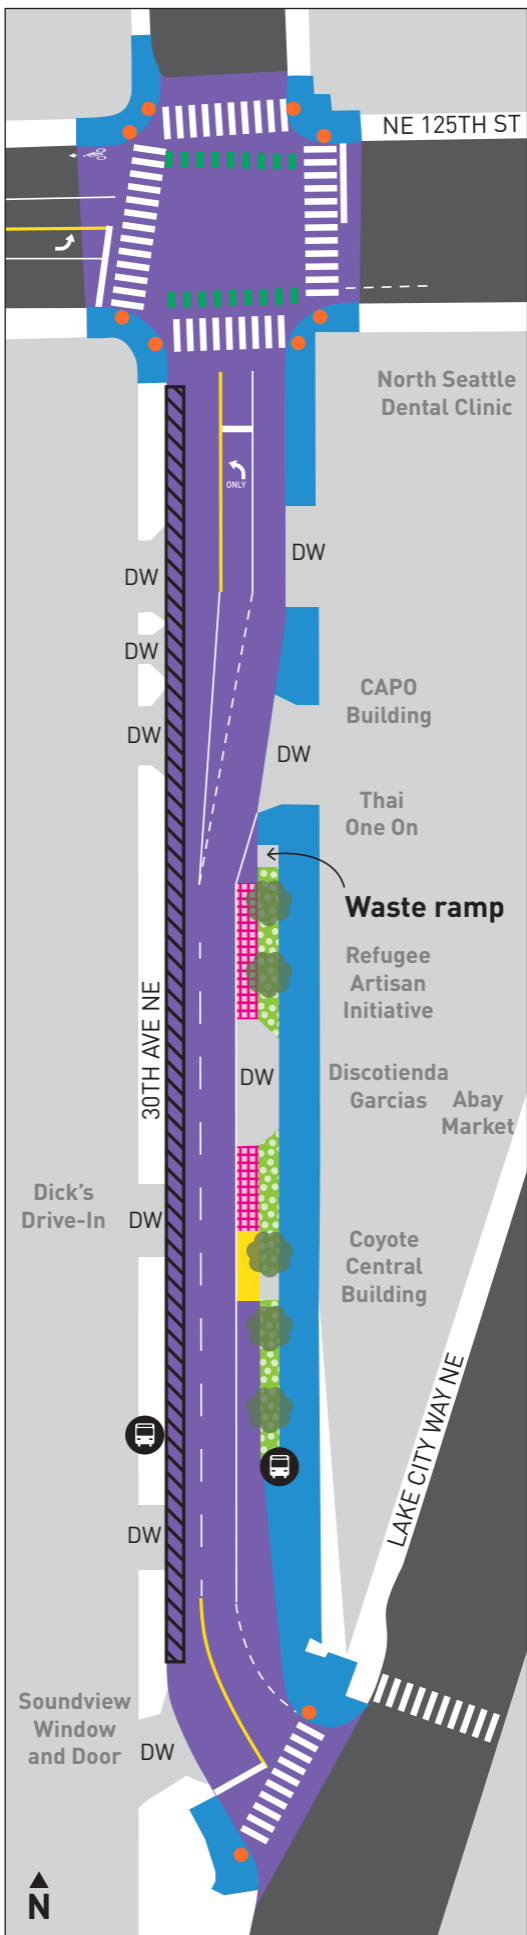 NE 125TH ST
ONLY
North Seattle
Dental Clinic
DW
DW
DW
CAPO
Building
DW
DW
Thai
One On
Waste ramp
Refugee
Artisan
Initiative
30TH AVE NE
DW
Discotienda
Garcias
Abay
Market
Dick's
Drive-In
DW
Coyote
Central
Building
LAKE CITY WAY NE
DW
Soundview
Window
and Door
DW
N